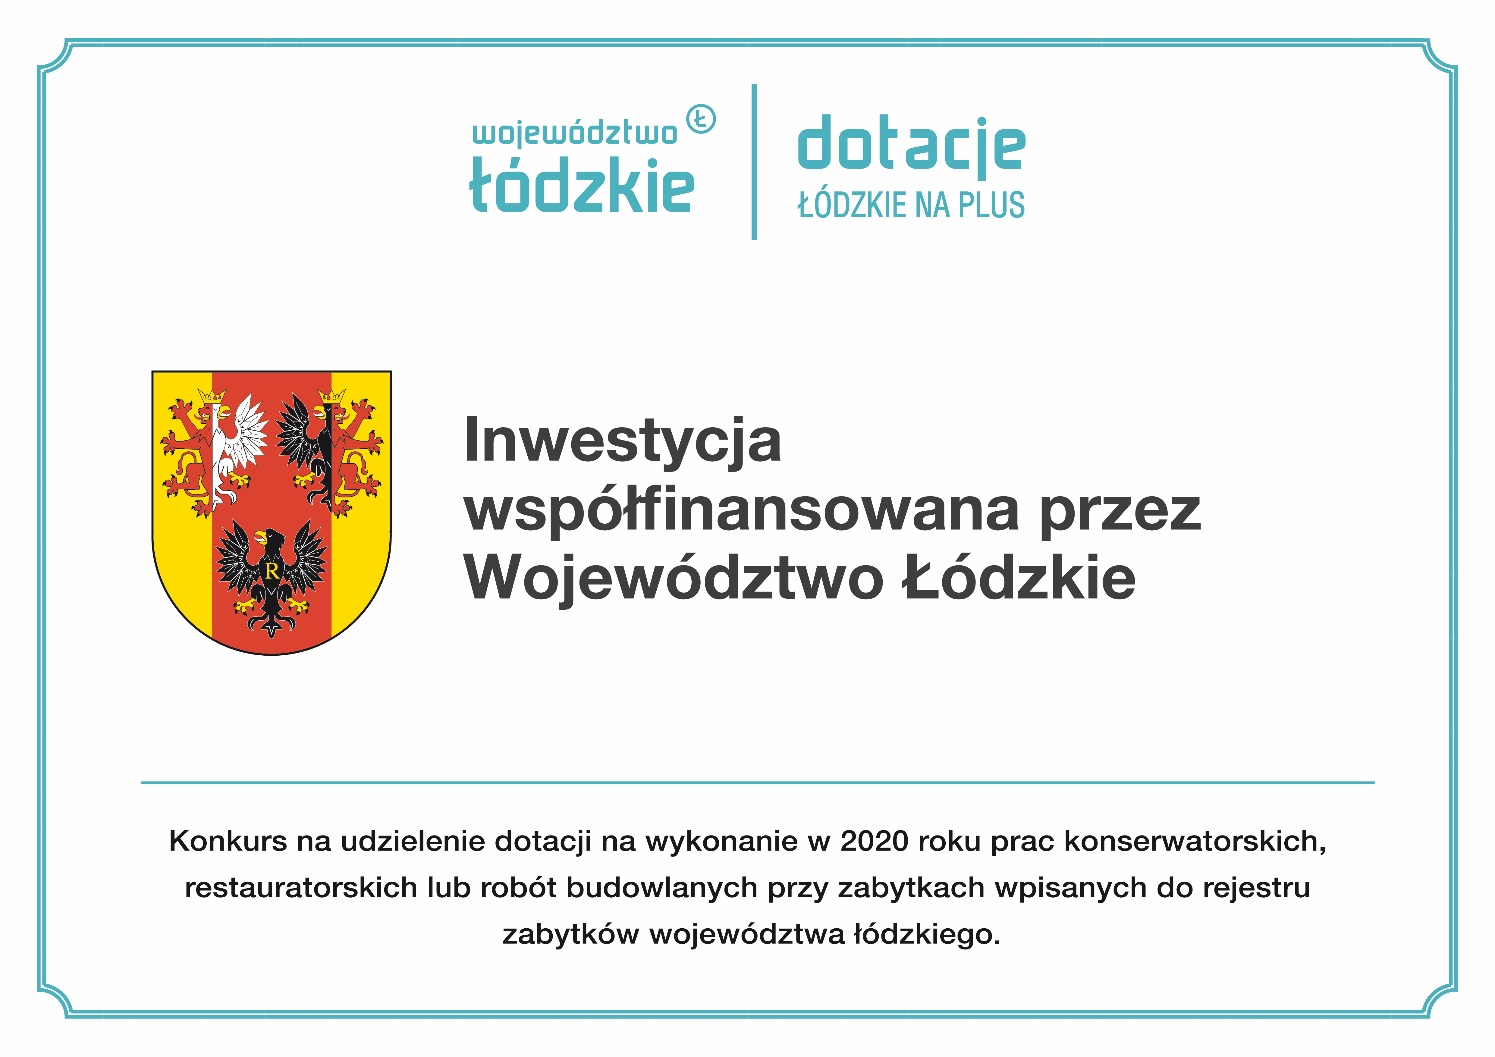 województwo Ł
łódzkie
dotacje
ŁÓDZKIE NA PLUS
Inwestycja
współfinansowana przez
Województwo Łódzkie
R
Konkurs na udzielenie dotacji na wykonanie w 2020 roku prac konserwatorskich,
restauratorskich lub robót budowlanych przy zabytkach wpisanych do rejestru
zabytków województwa łódzkiego.